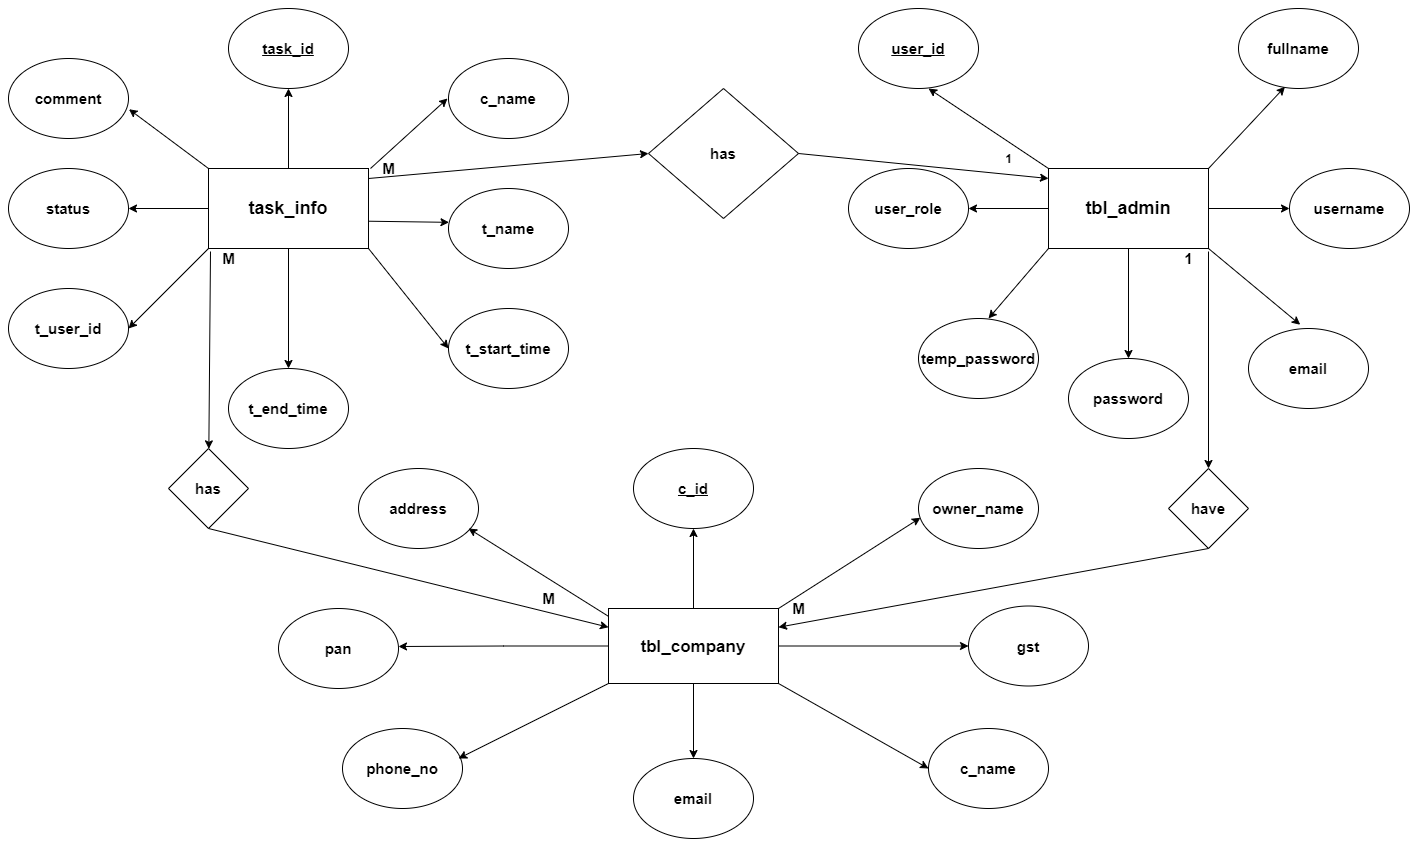 task_id
user_id
fullname
comment
c_name
has
1
M
status
task_info
t_name
user_role
tbl_admin
username
M
1
t_user_id
t_start_time
temp_password
email
t_end_time
password
has
address
c_id
owner_name
have
M
M
pan
tbl_company
gst
phone_no
email
c_name